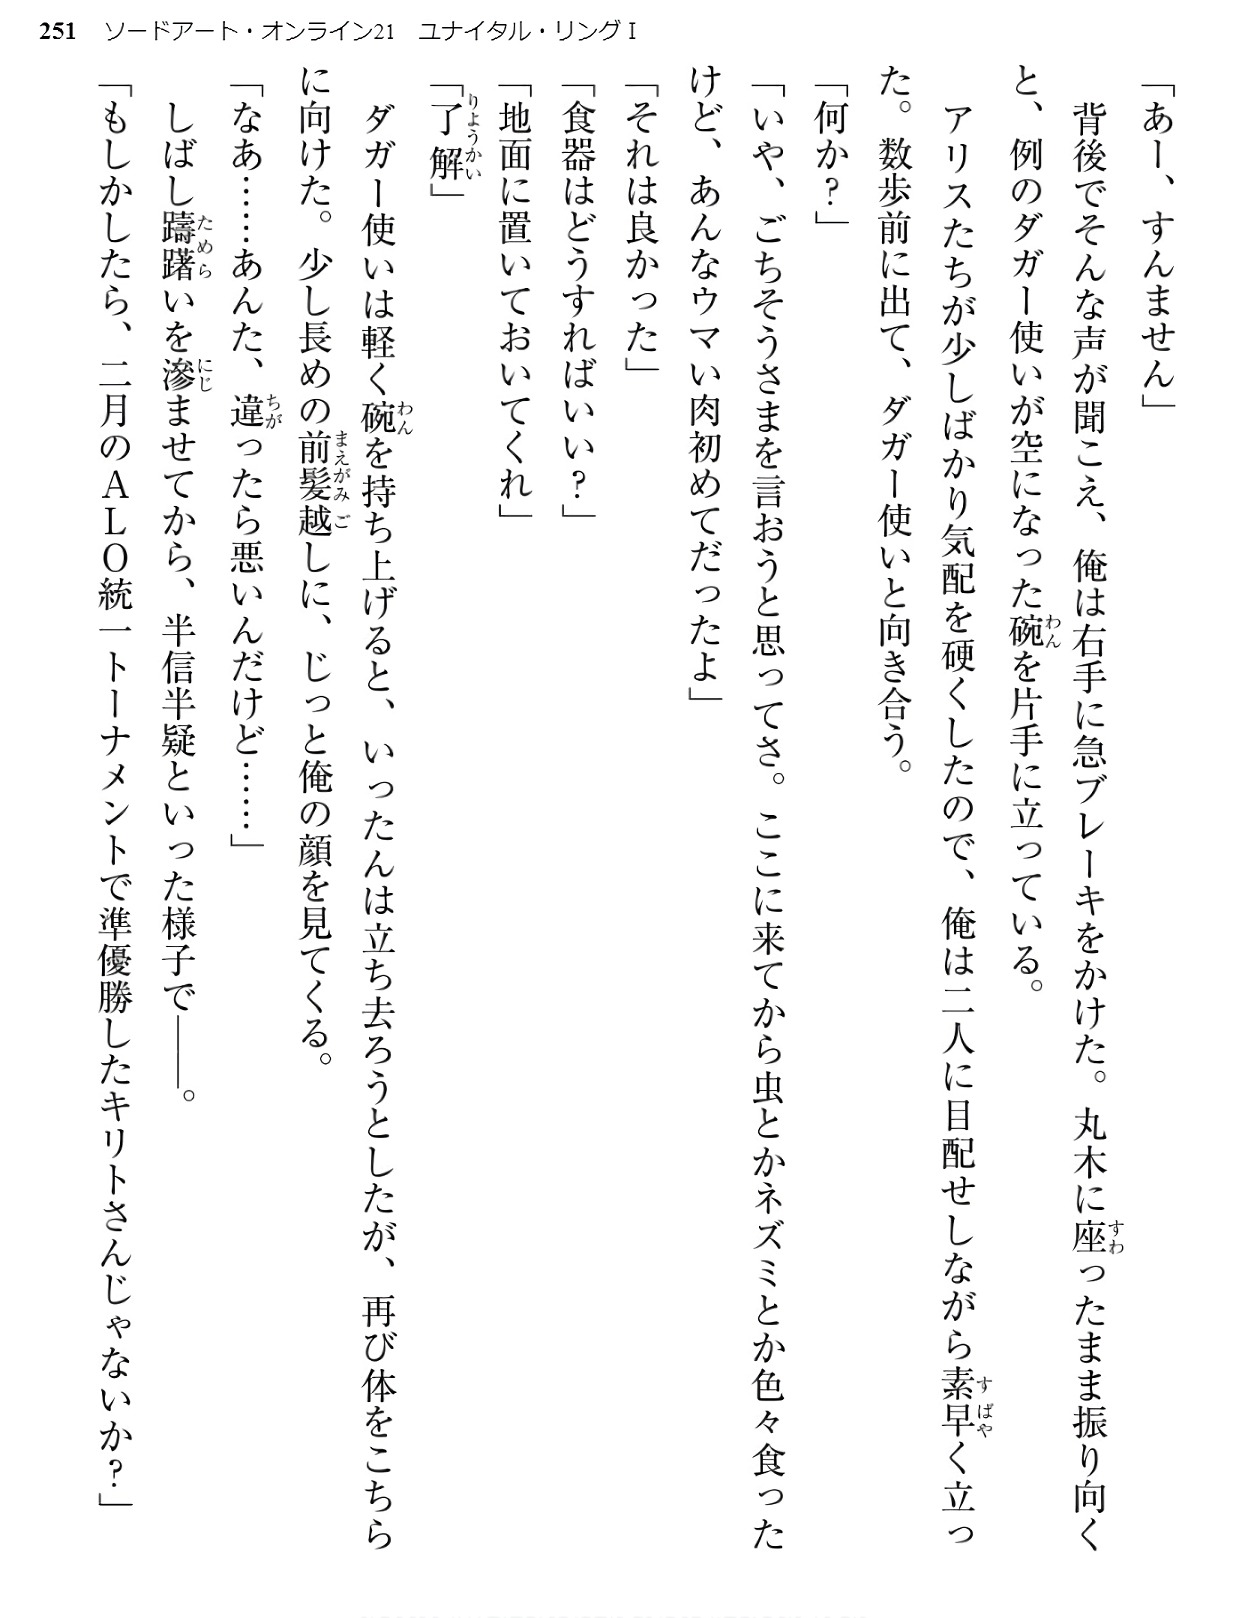 251 ソードアート・オンライン21 ユナイタル・リングⅠ
「あー、すんません」
背後でそんな声が聞こえ、俺は右手に急ブレーキをかけた。丸木に座ったまま振り向く
と、例のダガー使いが空になった碗を片手に立っている。
アリスたちが少しばかり気配を硬くしたので、俺は二人に目配せしながら素早く立っ
た。数歩前に出て、ダガー使いと向き合う。
「何か？」
「いや、ごちそうさまを言おうと思ってさ。ここに来てから虫とかネズミとか色々食った
けど、あんなウマい肉初めてだったよ」
「それは良かった」
「食器はどうすればいい？」
「地面に置いておいてくれ」
「了解」
ダガー使いは軽く碗を持ち上げると、いったんは立ち去ろうとしたが、再び体をこちら
に向けた。少し長めの前髪越しに、じっと俺の顔を見てくる。
「なあ……あんた、違ったら悪いんだけど……」
しばし躊躇いを滲ませてから、半信半疑といった様子で――。
「もしかしたら、二月のＡＬＯ統一トーナメントで準優勝したキリトさんじゃないか？」